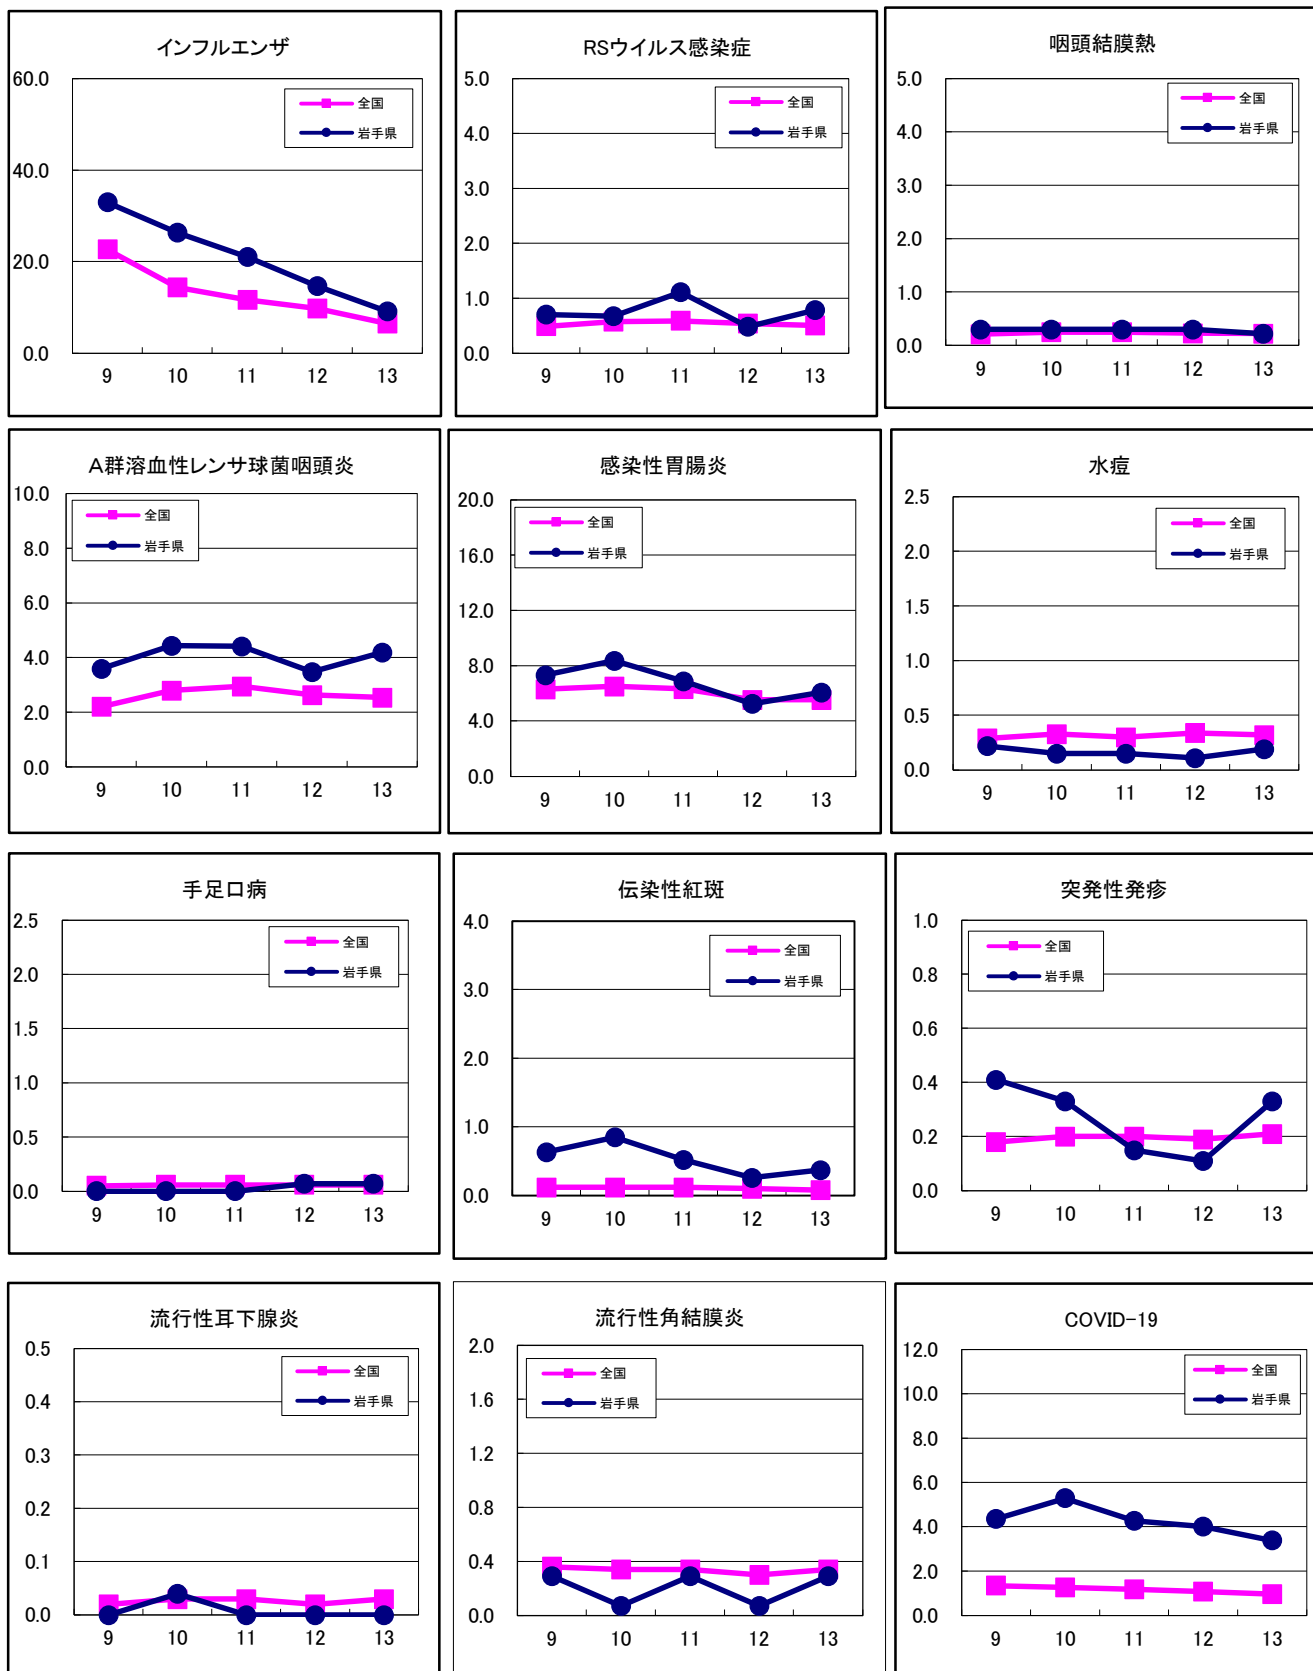 インフルエンザ
60.0
40.0
20.0
0.0
全国
岩手県
9 10 11 12 13
RSウイルス感染症
5.0
4.0
3.0
2.0
1.0
0.0
全国
岩手県
9 10 11 12 13
咽頭結膜熱
5.0
4.0
3.0
2.0
1.0
0.0
全国
岩手県
9 10 11 12 13
A群溶血性レンサ球菌咽頭炎
10.0
8.0
6.0
4.0
2.0
0.0
全国
岩手県
9 10 11 12 13
感染性胃腸炎
20.0
16.0
12.0
8.0
4.0
0.0
全国
岩手県
9 10 11 12 13
水痘
2.5
2.0
1.5
1.0
0.5
0.0
全国
岩手県
9 10 11 12 13
手足口病
2.5
2.0
1.5
1.0
0.5
0.0
全国
岩手県
9 10 11 12 13
伝染性紅斑
4.0
3.0
2.0
1.0
0.0
全国
岩手県
9 10 11 12 13
突発性発疹
1.0
0.8
0.6
0.4
0.2
0.0
全国
岩手県
9 10 11 12 13
流行性耳下腺炎
0.5
0.4
0.3
0.2
0.1
0.0
全国
岩手県
9 10 11 12 13
流行性角結膜炎
2.0
1.6
1.2
0.8
0.4
0.0
全国
岩手県
9 10 11 12 13
COVID-19
12.0
10.0
8.0
6.0
4.0
2.0
0.0
全国
岩手県
9 10 11 12 13